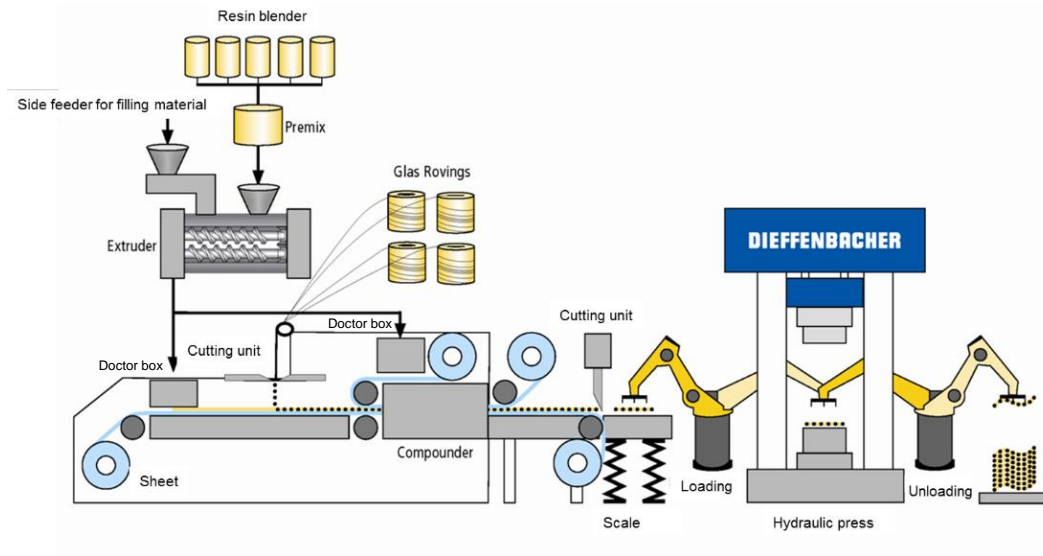 Resin blender
Side feeder for filling material
Premix
Glas Rovings
Extruder
DIEFFENBACHER
Doctor box
Cutting unit
Cutting unit
Doctor box
Compounder
Sheet
Loading
Unloading
Scale
Hydraulic press